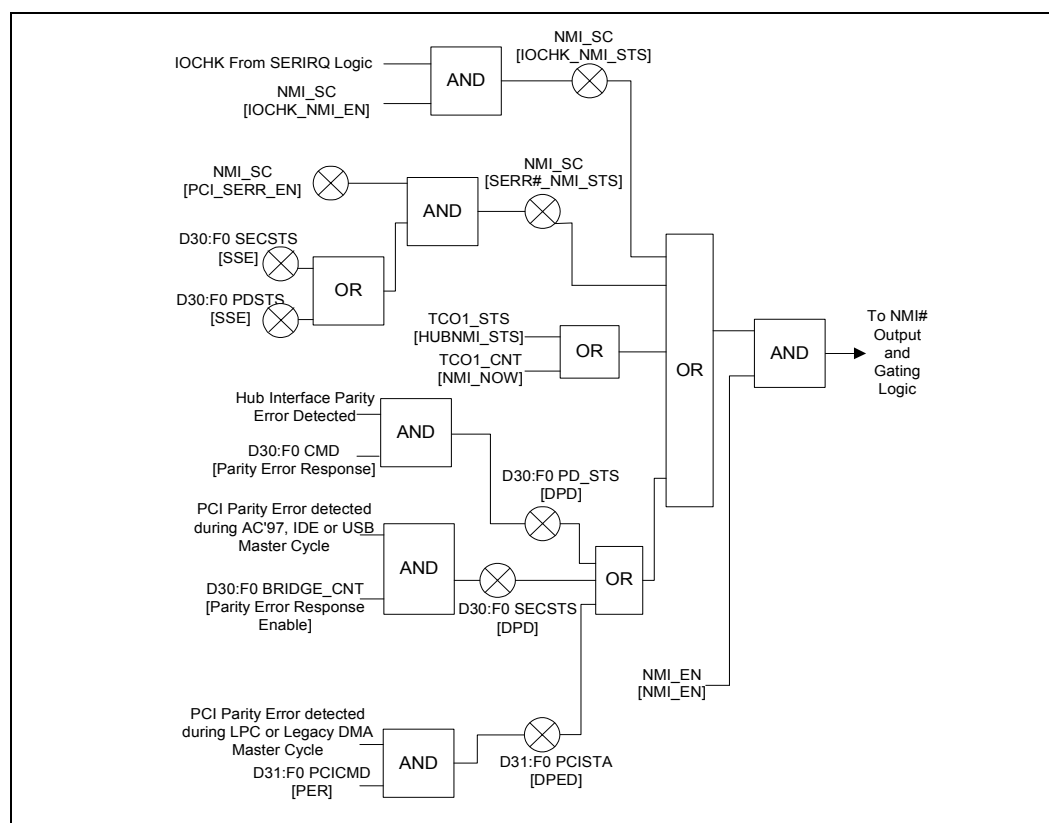 IOCHK From SERIRQ Logic
NMI_SC
[IOCHK_NMI_EN]
AND
NMI_SC
[IOCHK_NMI_STS]
NMI_SC
[PCI_SERR_EN]
AND
NMI_SC
[SERR#_NMI_STS]
D30:F0 SECSTS
[SSE]
D30:F0 PDSTS
[SSE]
OR
TCO1_STS
[HUBNMI_STS]
TCO1_CNT
[NMI_NOW]
OR
OR
AND
To NMI#
Output
and
Gating
Logic
Hub Interface Parity
Error Detected
D30:F0 CMD
[Parity Error Response]
AND
D30:F0 PD_STS
[DPD]
PCI Parity Error detected
during AC'97, IDE or USB
Master Cycle
D30:F0 BRIDGE_CNT
[Parity Error Response
Enable]
AND
D30:F0 SECSTS
[DPD]
OR
NMI_EN
[NMI_EN]
PCI Parity Error detected
during LPC or Legacy DMA
Master Cycle
D31:F0 PCICMD
[PER]
AND
D31:F0 PCISTA
[DPED]